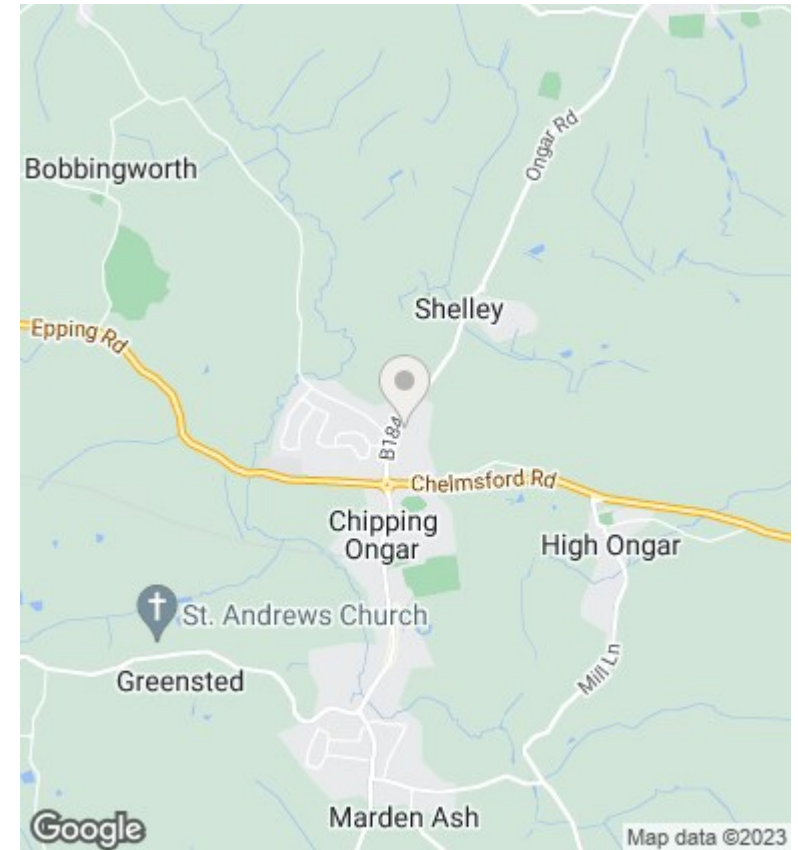 Ongar Rd
Bobbingworth
Shelley
Epping Rd
B184
Chelmsford Rd
Chipping
Ongar
High Ongar
St. Andrews Church
Mill Ln
Greensted
Marden Ash
Google
Map data ©2023